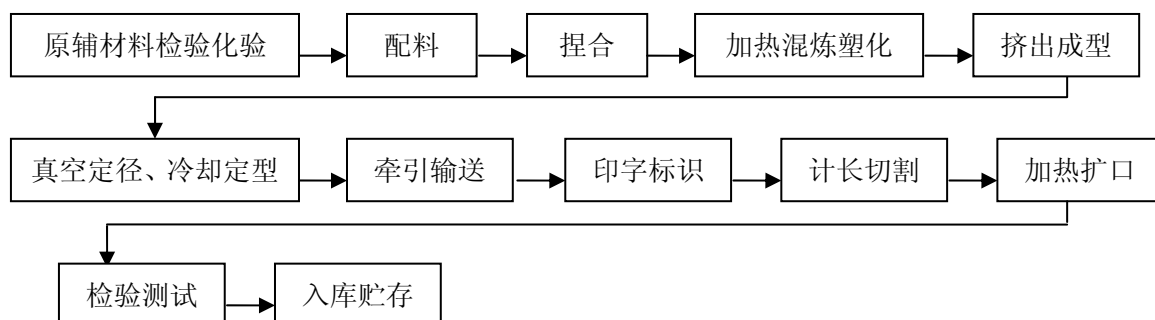 原辅材料检验化验 配料 捏合 加热混炼塑化 挤出成型
真空定径、冷却定型 牵引输送 印字标识 计长切割 加热扩口
检验测试 入库贮存